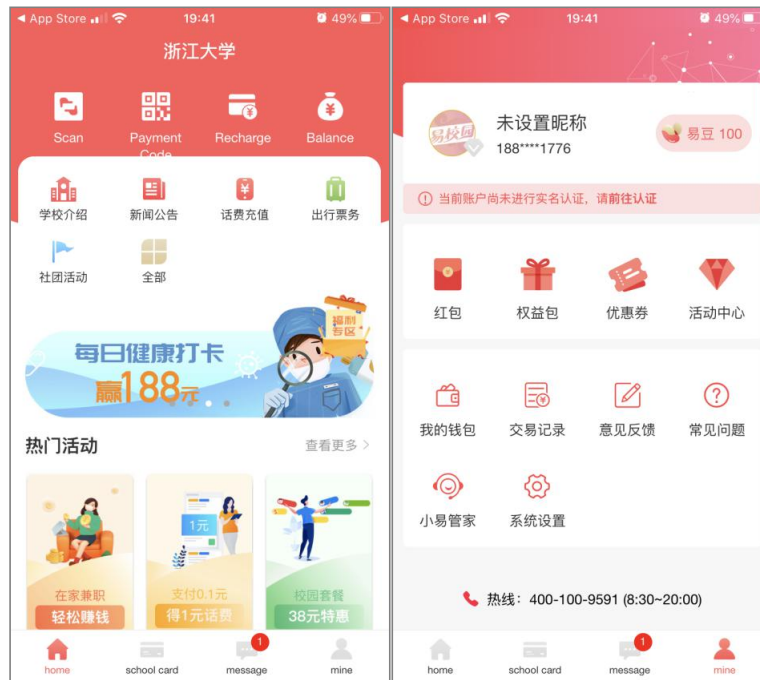 App Store
19:41
49%
浙江大学
Scan
Payment Code
Recharge
Balance
学校介绍
新闻公告
话费充值
出行票务
社团活动
全部
福利
专区
每日健康打卡
赢188元
热门活动
查看更多 >
1元
在家兼职
轻松赚钱
支付0.1元
得1元话费
校园套餐
38元特惠
1
home
school card
message
mine
App Store
19:41
49%
易校园
未设置昵称
188****1776
易豆 100
当前账户尚未进行实名认证，请前往认证
红包
权益包
优惠券
活动中心
我的钱包
交易记录
意见反馈
常见问题
小易管家
系统设置
热线：400-100-9591 (8:30~20:00)
1
home
school card
message
mine